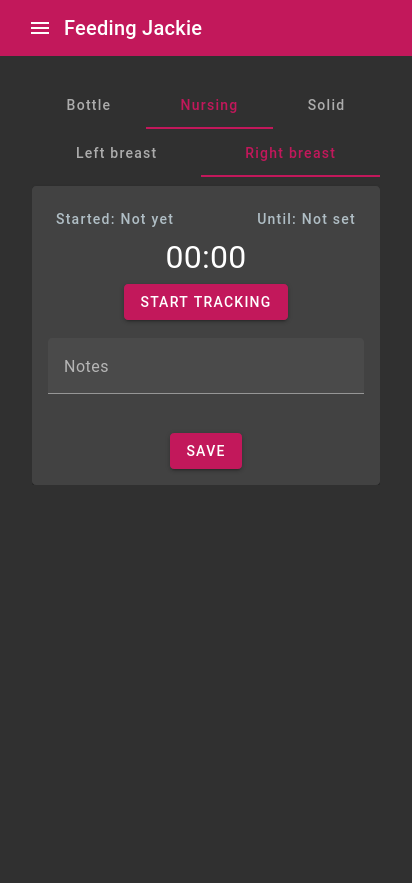 Feeding Jackie
Bottle Nursing Solid
Left breast Right breast
Started: Not yet Until: Not set
00:00
START TRACKING
Notes
SAVE